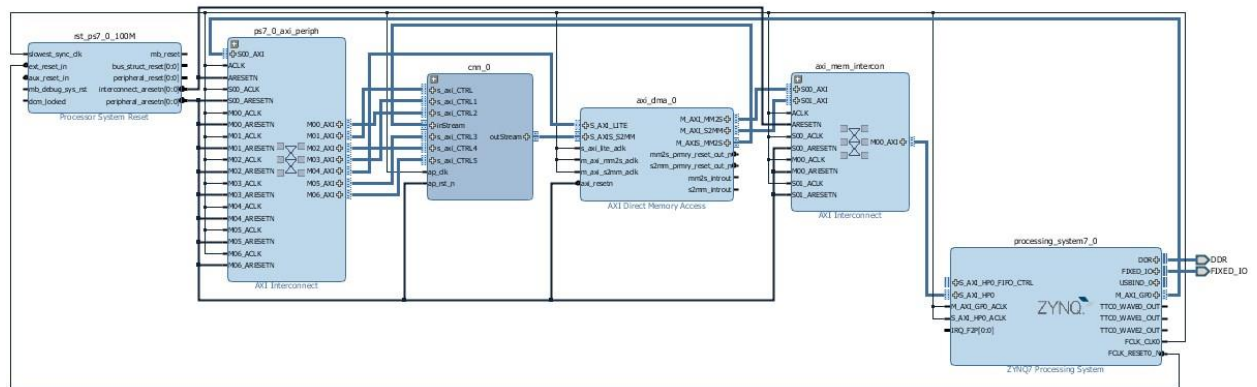 rst_ps7_0_100M
slowest_sync_clk
ext_reset_in
aux_reset_in
mb_debug_sys_rst
dcm_locked
mb_reset
bus_struct_reset[0:0]
peripheral_reset[0:0]
interconnect_aresetn[0:0]
peripheral_aresetn[0:0]
Processor System Reset
ps7_0_axi_periph
S00_AXI
ACLK
ARESETN
S00_ACLK
S00_ARESETN
M00_ACLK
M00_ARESETN
M01_ACLK
M01_ARESETN
M02_ACLK
M02_ARESETN
M03_ACLK
M03_ARESETN
M04_ACLK
M04_ARESETN
M05_ACLK
M05_ARESETN
M06_ACLK
M06_ARESETN
M00_AXI
M01_AXI
M02_AXI
M03_AXI
M04_AXI
M05_AXI
M06_AXI
AXI Interconnect
cnn_0
s_axi_CTRL
s_axi_CTRL1
s_axi_CTRL2
inStream
s_axi_CTRL3
s_axi_CTRL4
s_axi_CTRL5
ap_clk
ap_rst_n
outStream
axi_dma_0
S_AXI_LITE
S_AXIS_S2MM
s_axi_lite_aclk
m_axi_mm2s_aclk
m_axi_s2mm_aclk
axi_resetn
M_AXI_MM2S
M_AXI_S2MM
M_AXIS_MM2S
mm2s_prmry_reset_out_n
s2mm_prmry_reset_out_n
mm2s_introut
s2mm_introut
AXI Direct Memory Access
axi_mem_intercon
S00_AXI
S01_AXI
ACLK
ARESETN
S00_ACLK
S00_ARESETN
M00_ACLK
M00_ARESETN
S01_ACLK
S01_ARESETN
M00_AXI
AXI Interconnect
processing_system7_0
S_AXI_HP0_FIFO_CTRL
S_AXI_HP0
M_AXI_GP0_ACLK
S_AXI_HP0_ACLK
IRQ_F2P[0:0]
ZYNQ
DDR
FIXED_IO
USBIND_0
M_AXI_GP0
TTC0_WAVE0_OUT
TTC0_WAVE1_OUT
TTC0_WAVE2_OUT
FCLK_CLK0
FCLK_RESET0_N
ZYNQ7 Processing System
DDR
FIXED_IO